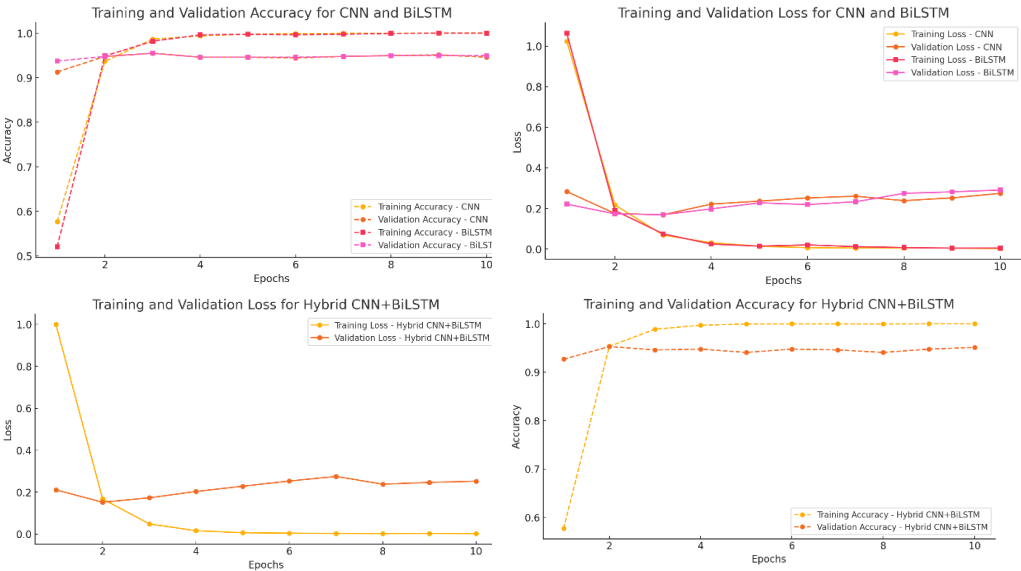 Training and Validation Accuracy for CNN and BiLSTM
1.0
0.9
0.8
0.7
0.6
0.5
Accuracy
2
4
6
8
10
Epochs
Training Accuracy - CNN
Validation Accuracy - CNN
Training Accuracy - BiLSTM
Validation Accuracy - BiLST
Training and Validation Loss for CNN and BiLSTM
1.0
0.8
0.6
0.4
0.2
0.0
Loss
2
4
6
8
10
Epochs
Training Loss - CNN
Validation Loss - CNN
Training Loss - BiLSTM
Validation Loss - BiLSTM
Training and Validation Loss for Hybrid CNN+BiLSTM
1.0
0.8
0.6
0.4
0.2
0.0
Loss
2
4
6
8
10
Epochs
Training Loss - Hybrid CNN+BiLSTM
Validation Loss - Hybrid CNN+BiLSTM
Training and Validation Accuracy for Hybrid CNN+BiLSTM
1.0
0.9
0.8
0.7
0.6
Accuracy
2
4
6
8
10
Epochs
Training Accuracy - Hybrid CNN+BiLSTM
Validation Accuracy - Hybrid CNN+BiLSTM